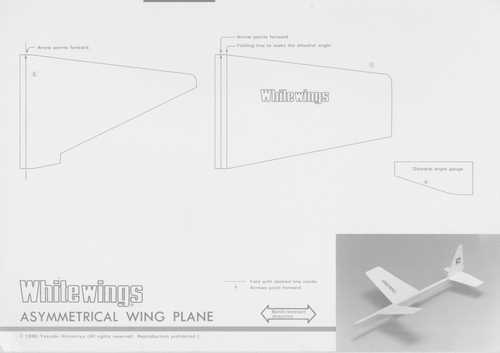 Arrow points forward.
Arrow points forward.
Folding line to make the dihedral angle.
Whitewings
Dihedral angle gauge.
Whitewings®
ASYMMETRICAL WING PLANE
Fold with dashed line inside.
Arrows point forward.
Bend-resistant
direction
© 1990 Yasuaki Ninomiya (All rights reserved. Reproduction prohibited.)